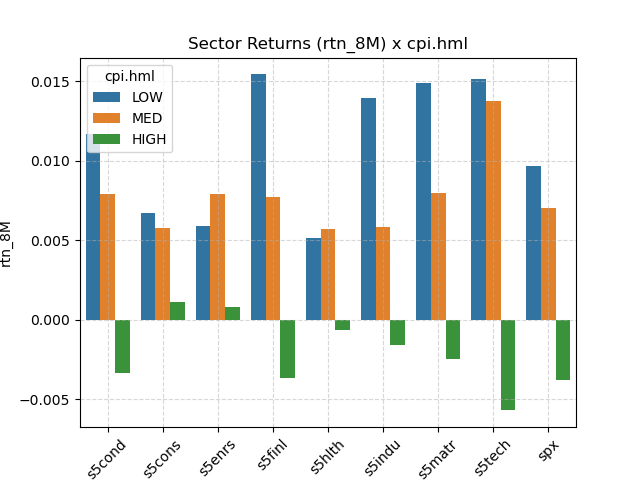 Sector Returns (rtn_8M) x cpi.hml
cpi.hml
LOW
MED
HIGH
0.015
0.010
0.005
0.000
−0.005
rtn_8M
s5cond
s5cons
s5enrs
s5finl
s5hlth
s5indu
s5matr
s5tech
spx